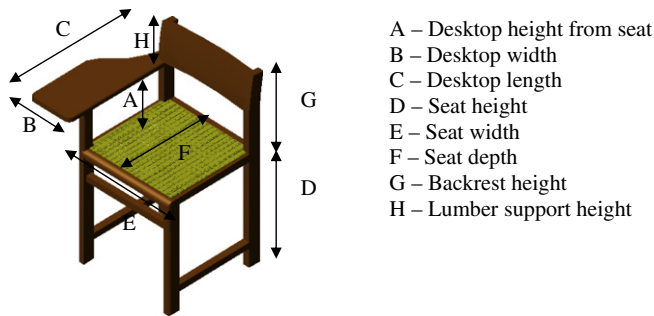 C
H
A
B
F
G
D
E
A – Desktop height from seat
B – Desktop width
C – Desktop length
D – Seat height
E – Seat width
F – Seat depth
G – Backrest height
H – Lumber support height